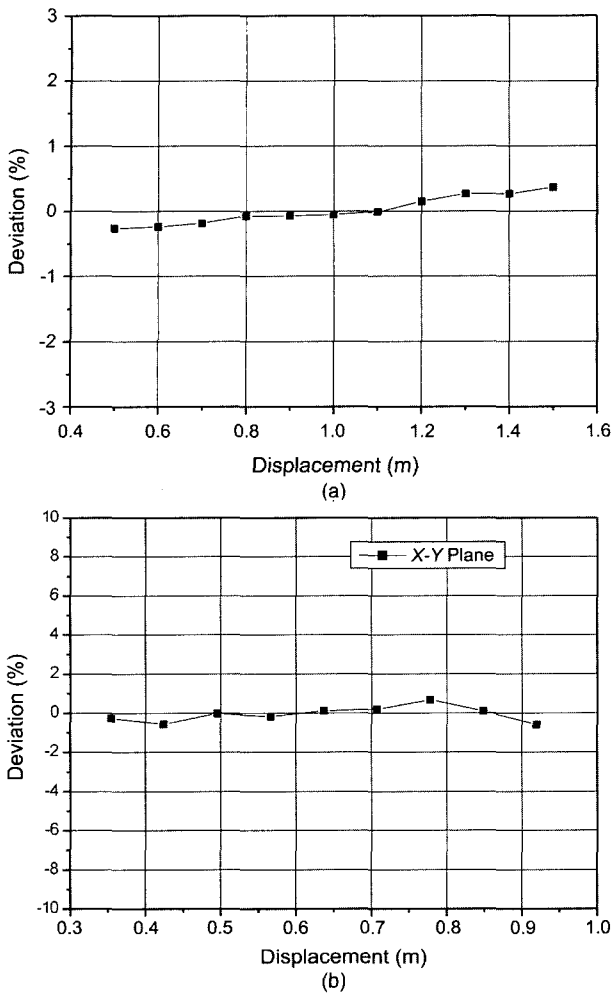 3
2
1
0
-1
-2
-3
Deviation (%)
0.4 0.6 0.8 1.0 1.2 1.4 1.6
Displacement (m)
(a)
10
8
6
4
2
0
-2
-4
-6
-8
-10
Deviation (%)
X-Y Plane
0.3 0.4 0.5 0.6 0.7 0.8 0.9 1.0
Displacement (m)
(b)